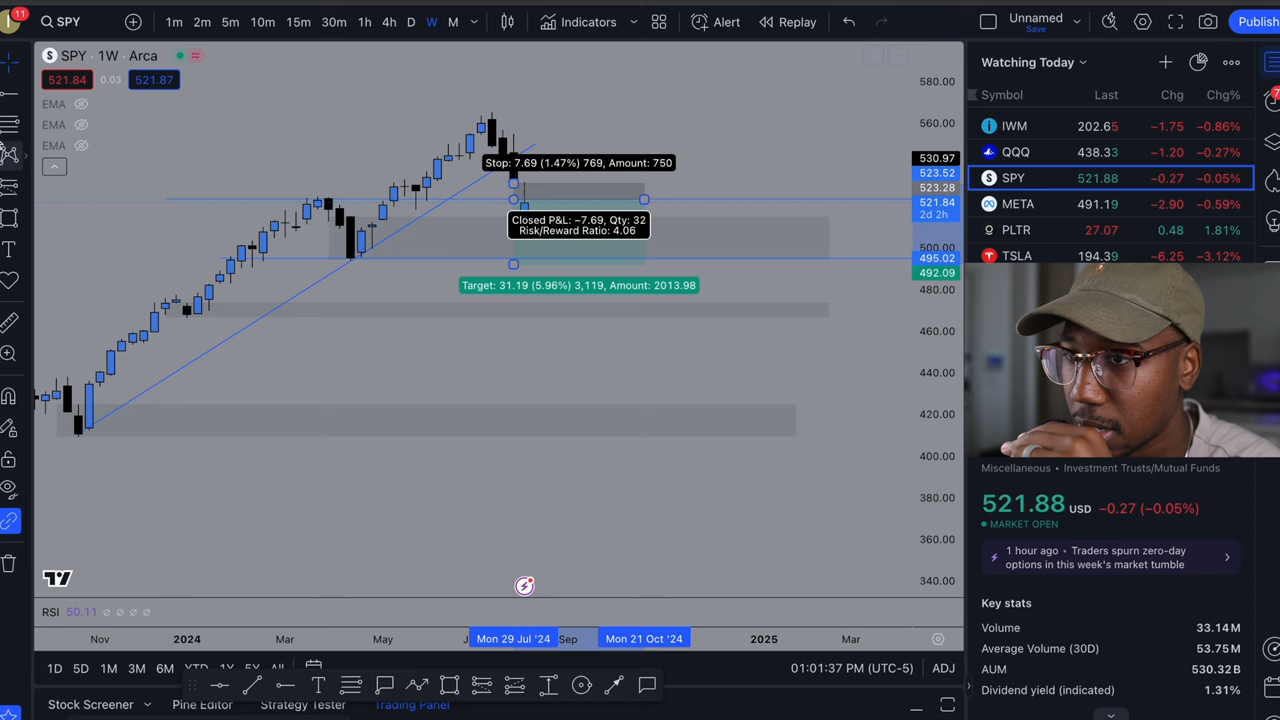 11
SPY
1m 2m 5m 10m 15m 30m 1h 4h D W M
Indicators
Alert
Replay
Unnamed
Save
Publish
S SPY · 1W · Arca
521.84 0.03 521.87
EMA
EMA
EMA
Stop: 7.69 (1.47%) 769, Amount: 750
Closed P&L: −7.69, Qty: 32
Risk/Reward Ratio: 4.06
Target: 31.19 (5.96%) 3,119, Amount: 2013.98
580.00
560.00
530.97
523.52
523.28
521.84
2d 2h
500.00
495.02
492.09
480.00
460.00
440.00
420.00
400.00
380.00
360.00
340.00
RSI 50.11
Nov 2024 Mar May J Mon 29 Jul '24 Sep Mon 21 Oct '24 2025 Mar
1D 5D 1M 3M 6M YTD 1Y 5Y All
01:01:37 PM (UTC-5) ADJ
Stock Screener Pine Editor Strategy Tester Trading Panel
Watching Today
Symbol Last Chg Chg%
IWM 202.65 −1.75 −0.86%
QQQ 438.33 −1.20 −0.27%
S SPY 521.88 −0.27 −0.05%
META 491.19 −2.90 −0.59%
PLTR 27.07 0.48 1.81%
TSLA 194.39 −6.25 −3.12%
Miscellaneous • Investment Trusts/Mutual Funds
521.88 USD −0.27 (−0.05%)
MARKET OPEN
1 hour ago • Traders spurn zero-day
options in this week's market tumble
Key stats
Volume 33.14M
Average Volume (30D) 53.75M
AUM 530.32B
Dividend yield (indicated) 1.31%
7